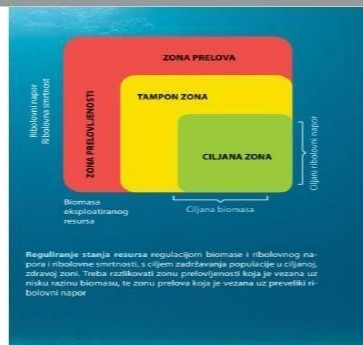 ZONA PRELOVA
TAMPON ZONA
ZONA PRELOVLJENOSTI
CILJANA ZONA
Ribolovni napor
Ribolovna smrtnost
Ciljani ribolovni napor
Biomasa
eksploatiranog
resursa
Ciljana biomasa
Reguliranje stanja resursa regulacijom biomase i ribolovnog na-
pora i ribolovne smrtnosti, s ciljem zadržavanja populacije u ciljanoj,
zdravoj zoni. Treba razlikovati zonu prelovljenosti koja je vezana uz
nisku razinu biomasu, te zonu prelova koja je vezana uz preveliki ri-
bolovni napor